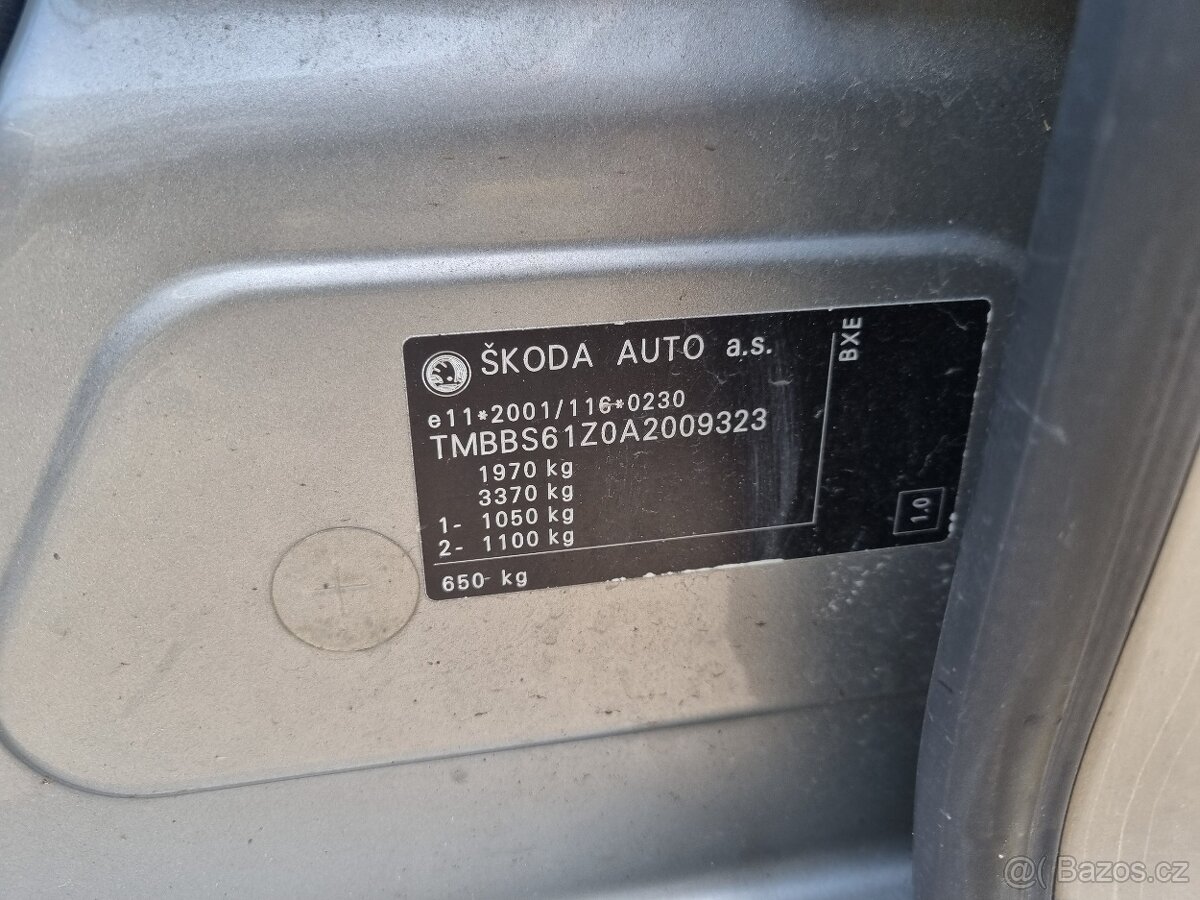 ŠKODA AUTO a.s.
e11*2001/116*0230
TMBBS61Z0A2009323
1970 kg
3370 kg
1- 1050 kg
2- 1100 kg
650 kg
BXE
1.0
@ Bazos.cz